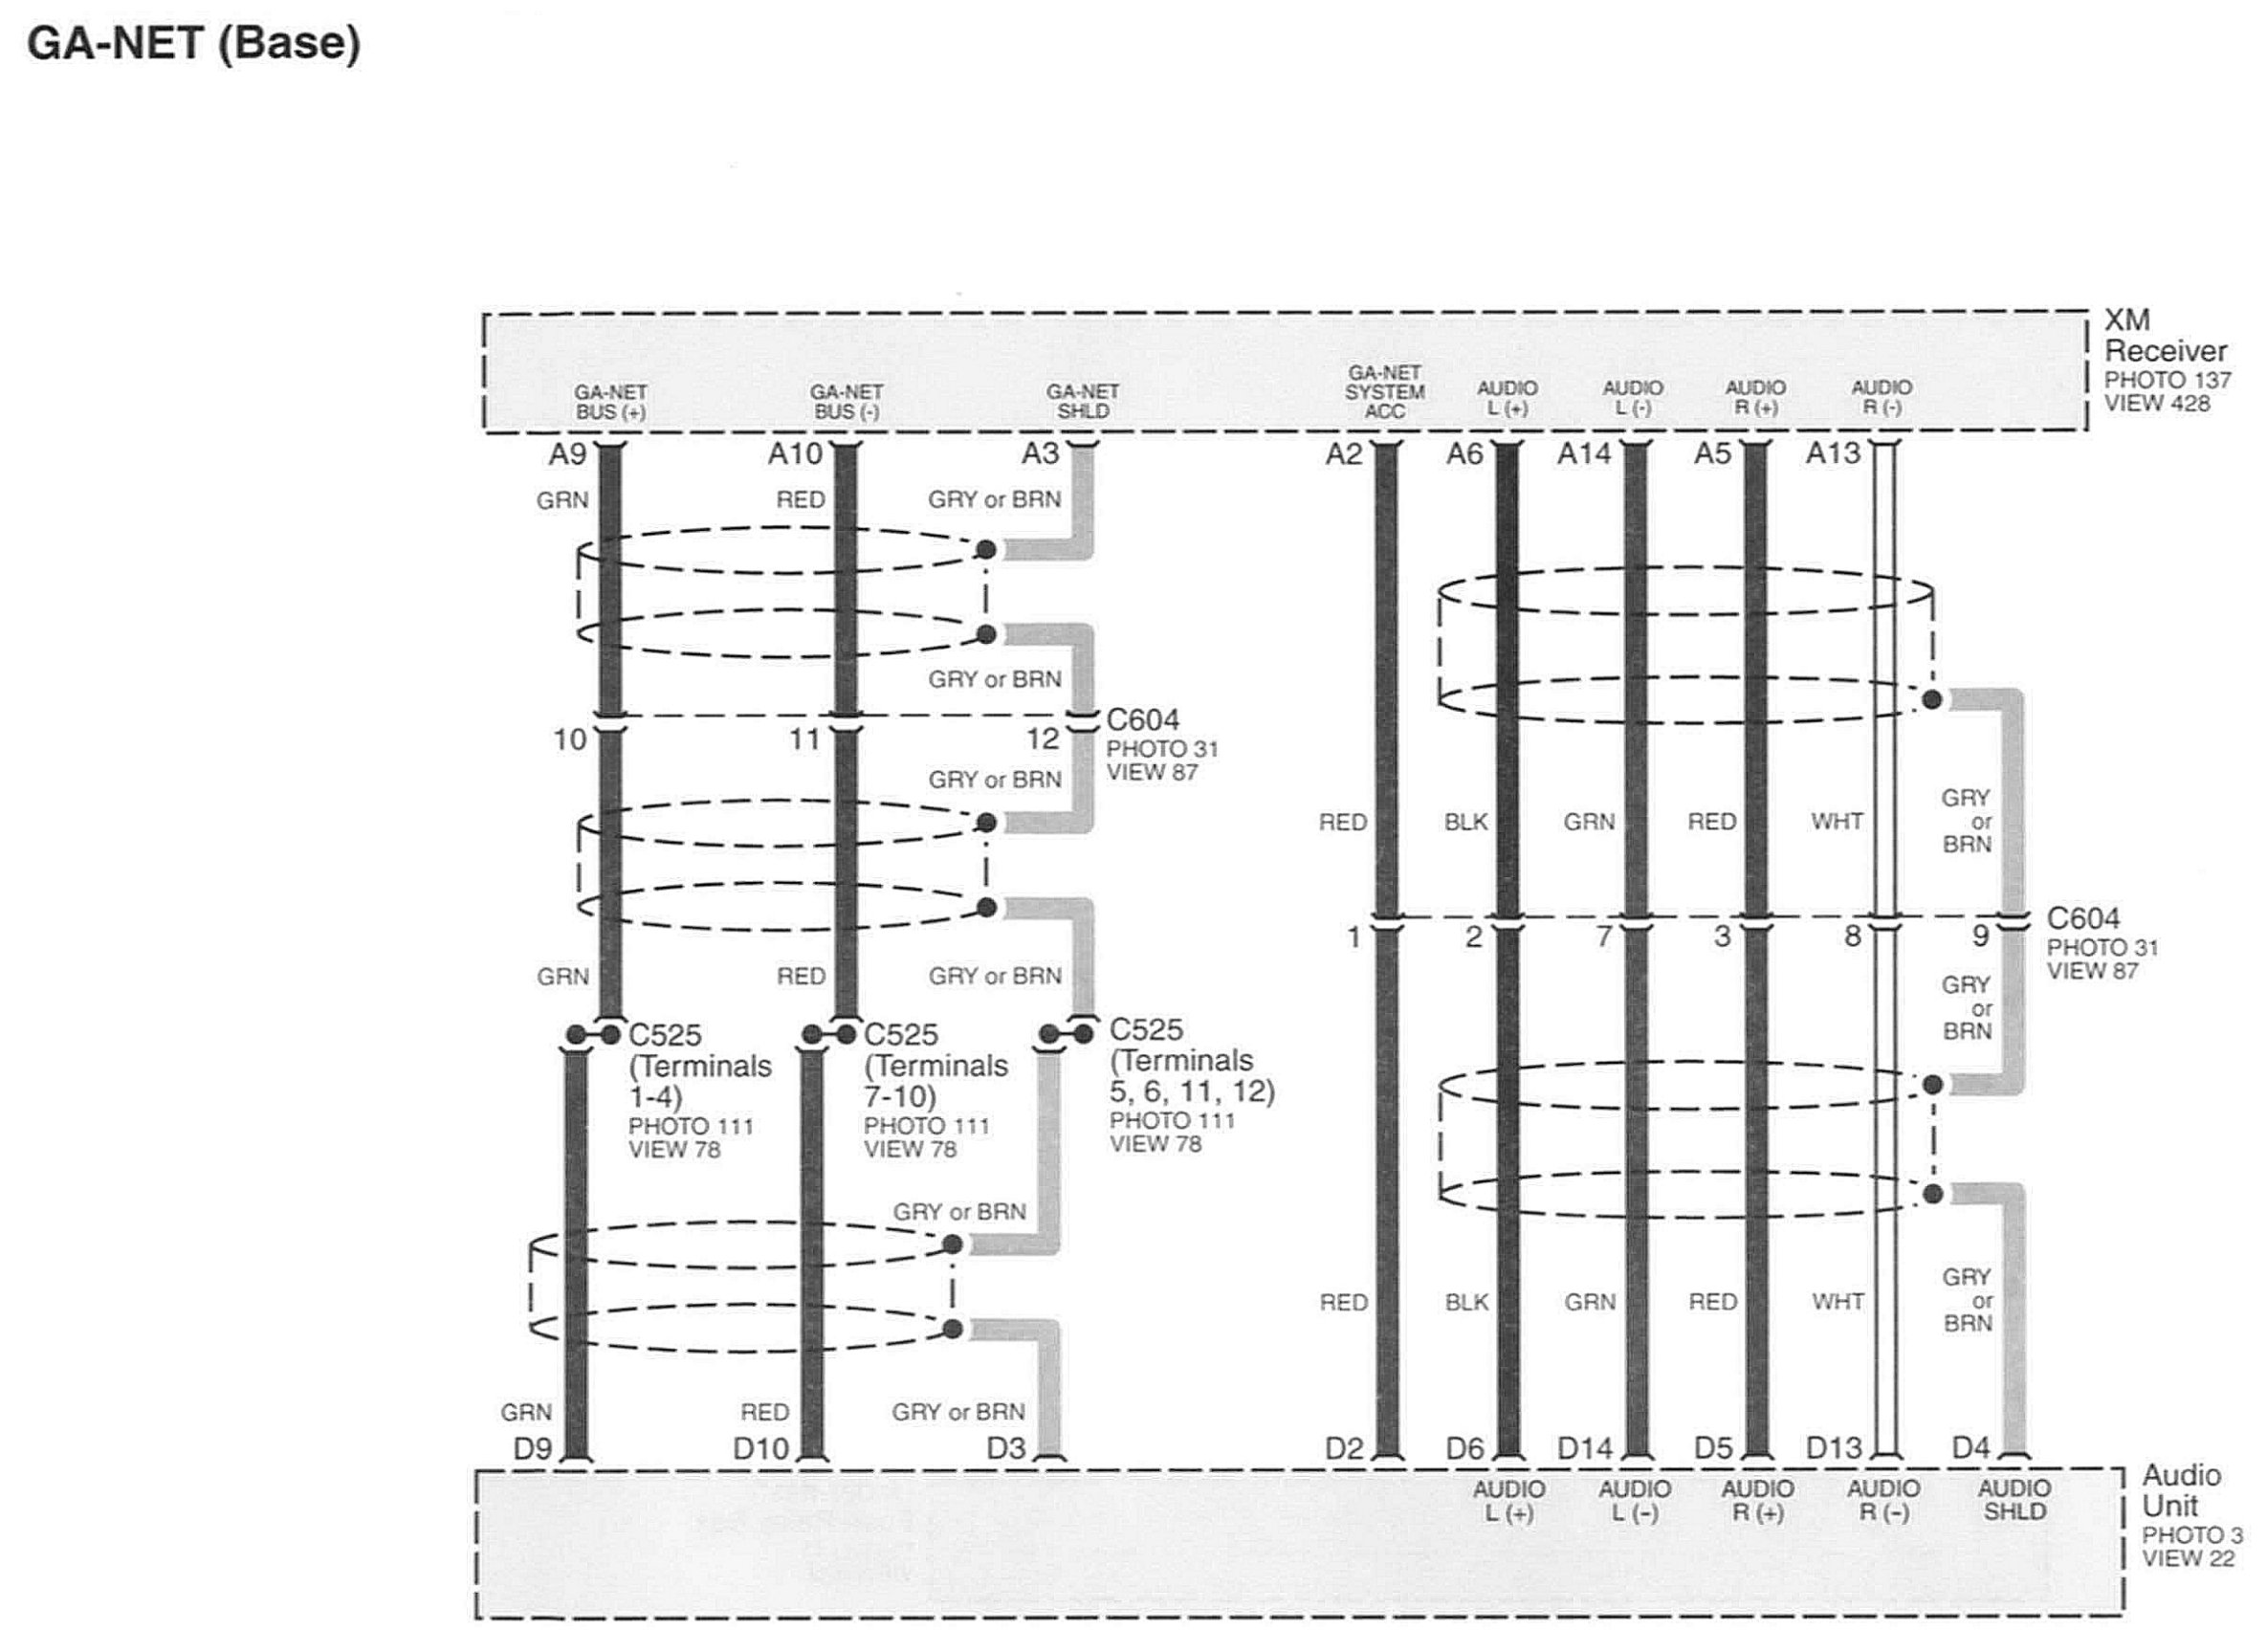 GA-NET (Base)
XM
Receiver
PHOTO 137
VIEW 428
GA-NET
BUS (+)
GA-NET
BUS (-)
GA-NET
SHLD
GA-NET
SYSTEM
ACC
AUDIO
L (+)
AUDIO
L (-)
AUDIO
R (+)
AUDIO
R (-)
A9
A10
A3
A2
A6
A14
A5
A13
GRN
RED
GRY or BRN
GRY or BRN
10
11
12
C604
PHOTO 31
VIEW 87
GRY or BRN
RED
BLK
GRN
RED
WHT
GRY
or
BRN
1
2
7
3
8
9
C604
PHOTO 31
VIEW 87
GRN
RED
GRY or BRN
GRY
or
BRN
C525
(Terminals
1-4)
PHOTO 111
VIEW 78
C525
(Terminals
7-10)
PHOTO 111
VIEW 78
C525
(Terminals
5, 6, 11, 12)
PHOTO 111
VIEW 78
GRY or BRN
RED
BLK
GRN
RED
WHT
GRY
or
BRN
GRN
RED
GRY or BRN
D9
D10
D3
D2
D6
D14
D5
D13
D4
AUDIO
L (+)
AUDIO
L (-)
AUDIO
R (+)
AUDIO
R (-)
AUDIO
SHLD
Audio
Unit
PHOTO 3
VIEW 22